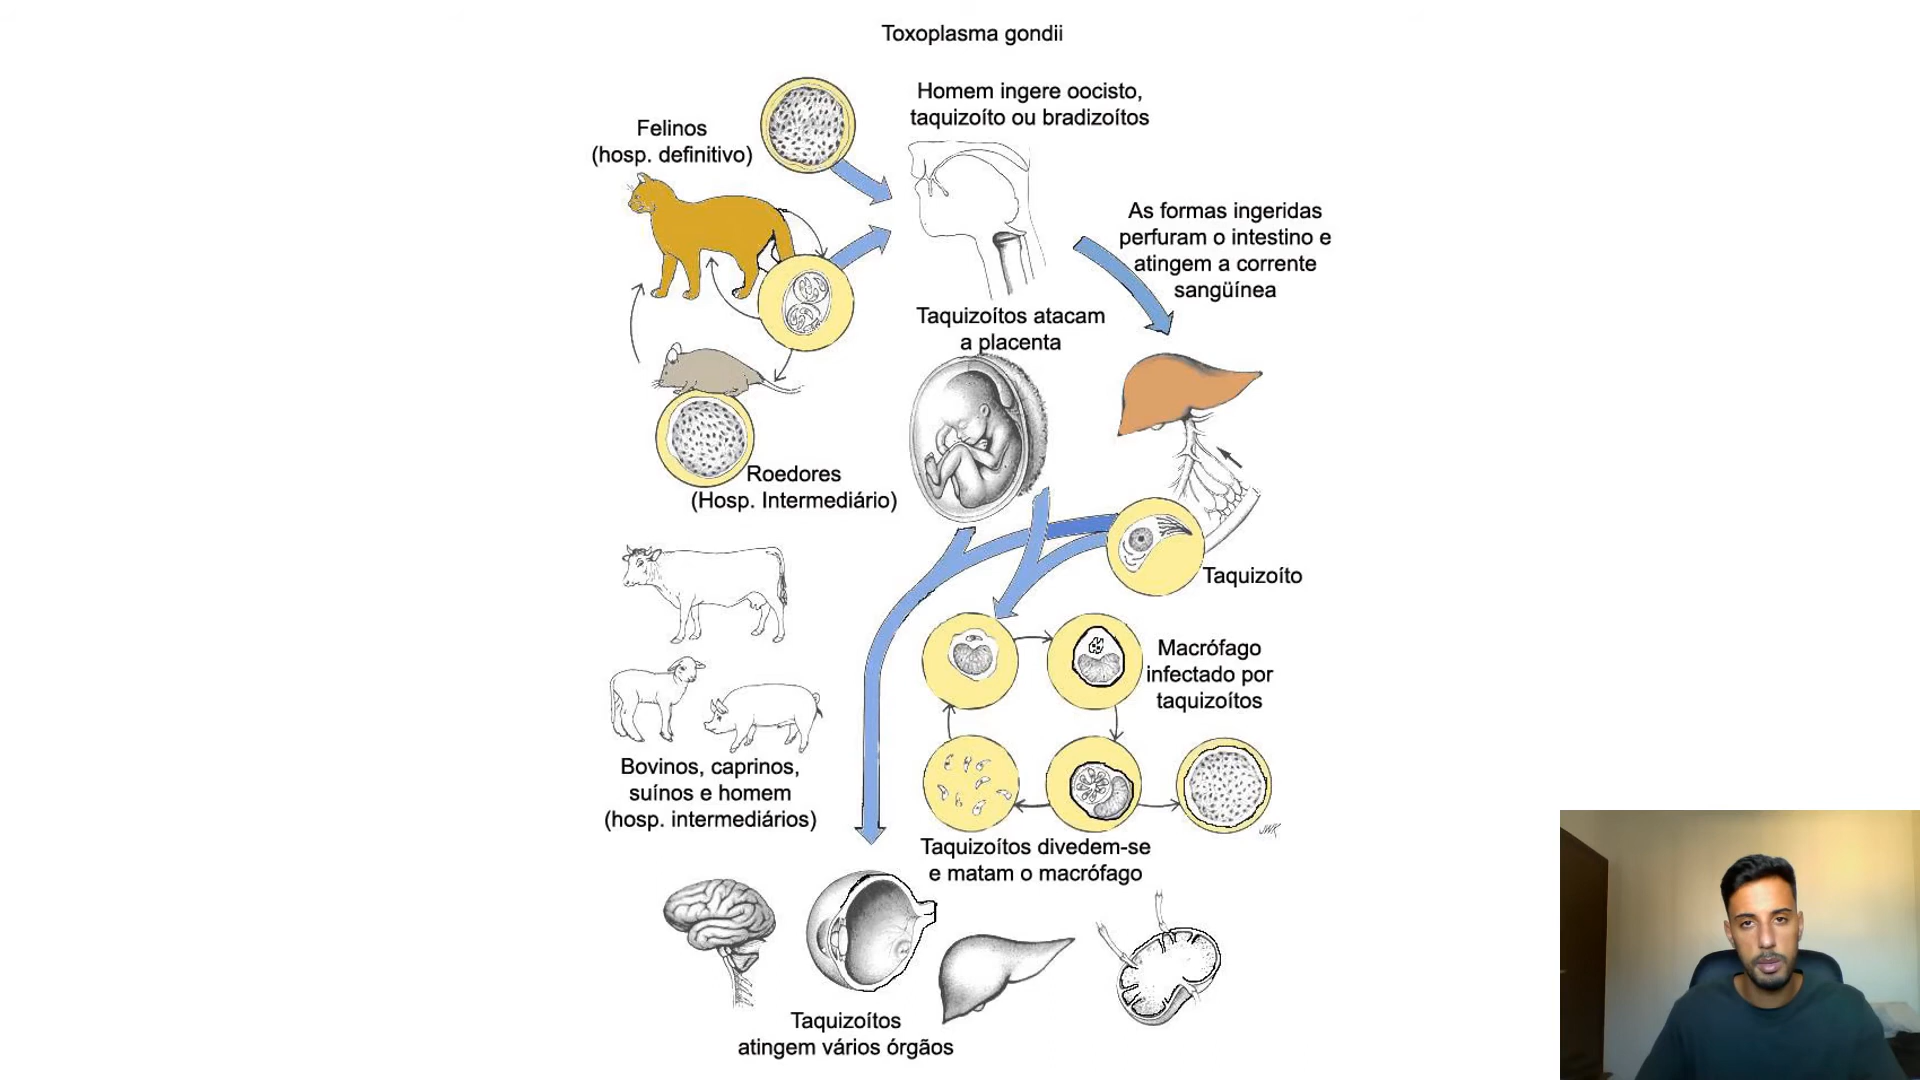 Toxoplasma gondii
Homem ingere oocisto,
taquizoíto ou bradizoítos
Felinos
(hosp. definitivo)
As formas ingeridas
perfuram o intestino e
atingem a corrente
sangüínea
Taquizoítos atacam
a placenta
Roedores
(Hosp. Intermediário)
Taquizoíto
Macrófago
infectado por
taquizoítos
Bovinos, caprinos,
suínos e homem
(hosp. intermediários)
JWK
Taquizoítos divedem-se
e matam o macrófago
Taquizoítos
atingem vários órgãos